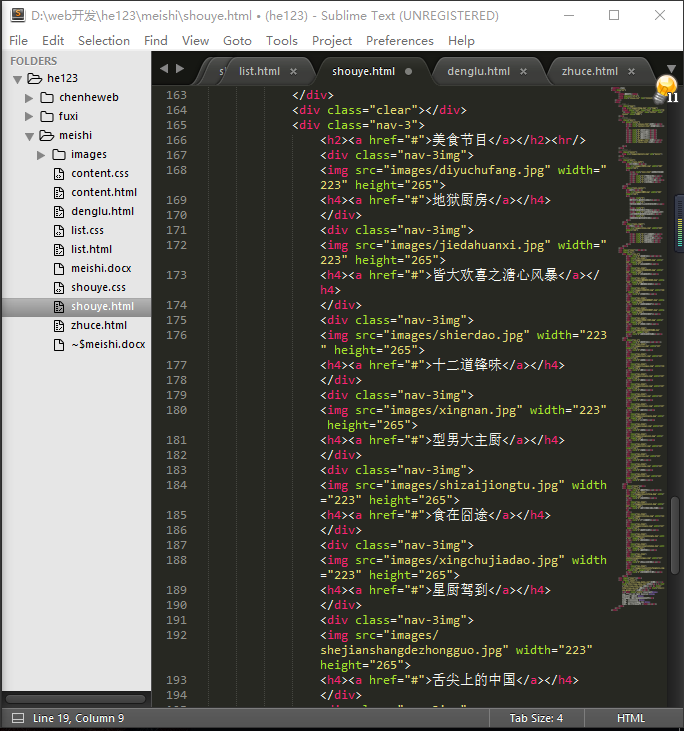 D:\web开发\he123\meishi\shouye.html • (he123) - Sublime Text (UNREGISTERED)
File Edit Selection Find View Goto Tools Project Preferences Help
FOLDERS
he123
chenheweb
fuxi
meishi
images
content.css
content.html
denglu.html
list.css
list.html
meishi.docx
shouye.css
shouye.html
zhuce.html
~$meishi.docx
list.html × shouye.html denglu.html × zhuce.html ×
163 </div>
164 <div class="clear"></div>
165 <div class="nav-3">
166 <h2><a href="#">美食节目</a></h2><hr/>
167 <div class="nav-3img">
168 <img src="images/diyuchufang.jpg" width="
223" height="265">
169 <h4><a href="#">地狱厨房</a></h4>
170 </div>
171 <div class="nav-3img">
172 <img src="images/jiedahuanxi.jpg" width="
223" height="265">
173 <h4><a href="#">皆大欢喜之溏心风暴</a></
h4>
174 </div>
175 <div class="nav-3img">
176 <img src="images/shierdao.jpg" width="223
" height="265">
177 <h4><a href="#">十二道锋味</a></h4>
178 </div>
179 <div class="nav-3img">
180 <img src="images/xingnan.jpg" width="223"
height="265">
181 <h4><a href="#">型男大主厨</a></h4>
182 </div>
183 <div class="nav-3img">
184 <img src="images/shizaijiongtu.jpg" width
="223" height="265">
185 <h4><a href="#">食在囧途</a></h4>
186 </div>
187 <div class="nav-3img">
188 <img src="images/xingchujiadao.jpg" width
="223" height="265">
189 <h4><a href="#">星厨驾到</a></h4>
190 </div>
191 <div class="nav-3img">
192 <img src="images/
shejianshangdezhongguo.jpg" width="223"
height="265">
193 <h4><a href="#">舌尖上的中国</a></h4>
194 </div>
Line 19, Column 9 Tab Size: 4 HTML